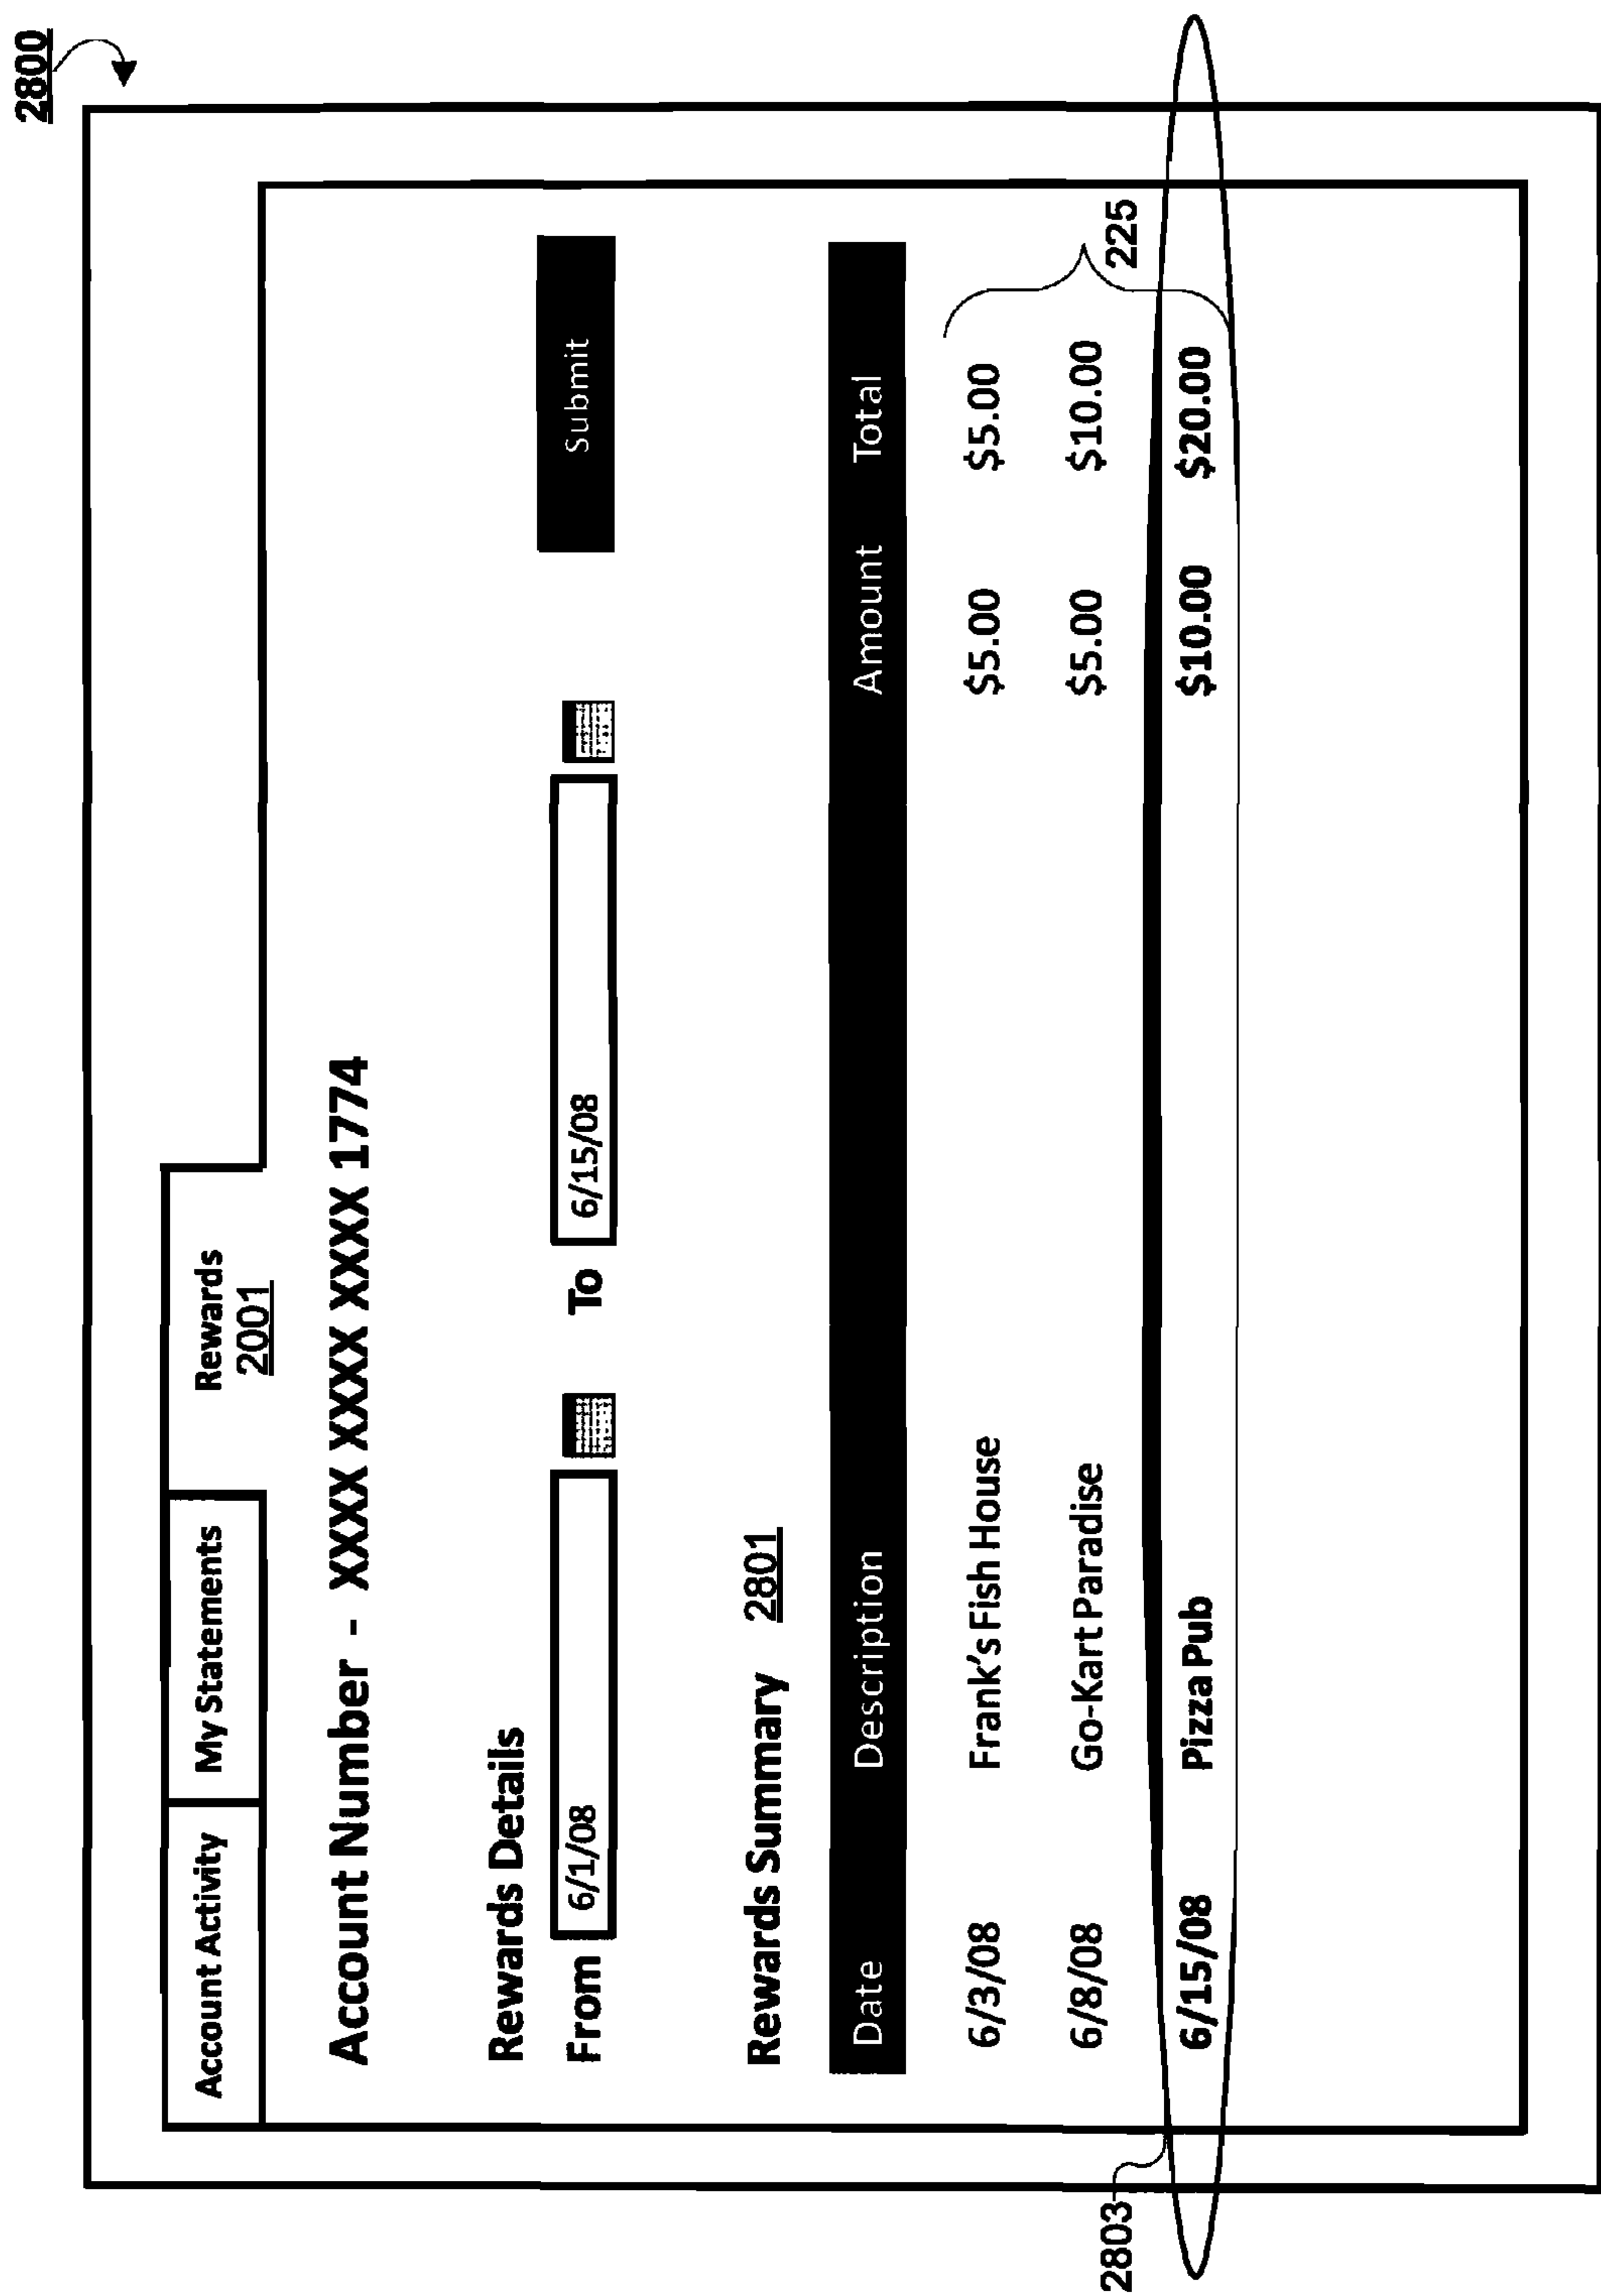 2800
Account Activity My Statements Rewards
2001
Account Number - XXXX XXXX XXXX 1774
Rewards Details
From 6/1/08 To 6/15/08 Submit
Rewards Summary 2801
Date Description Amount Total
6/3/08 Frank's Fish House $5.00 $5.00
6/8/08 Go-Kart Paradise $5.00 $10.00
225
2803
6/15/08 Pizza Pub $10.00 $20.00